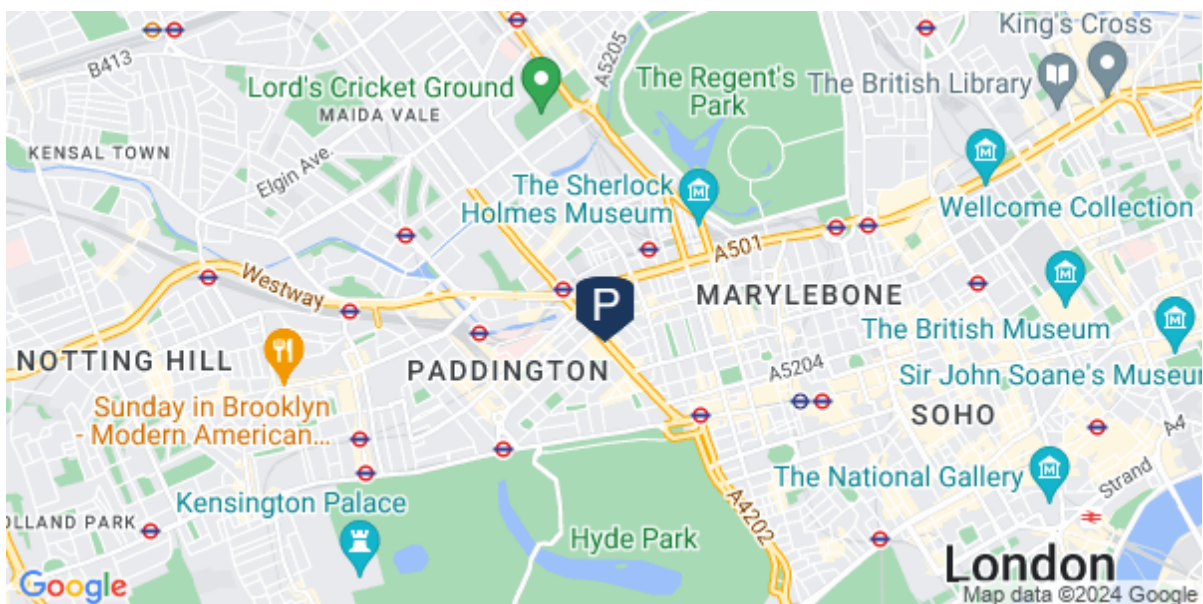 King's Cross
B413
A5205
Lord's Cricket Ground
MAIDA VALE
The Regent's
Park
The British Library
KENSAL TOWN
Elgin Ave.
The Sherlock
Holmes Museum
Wellcome Collection
A501
Westway
P
MARYLEBONE
The British Museum
NOTTING HILL
PADDINGTON
A5204
Sir John Soane's Museu
Sunday in Brooklyn
- Modern American...
SOHO
A4
The National Gallery
Strand
Kensington Palace
A4202
OLLAND PARK
Hyde Park
London
Google
Map data ©2024 Google